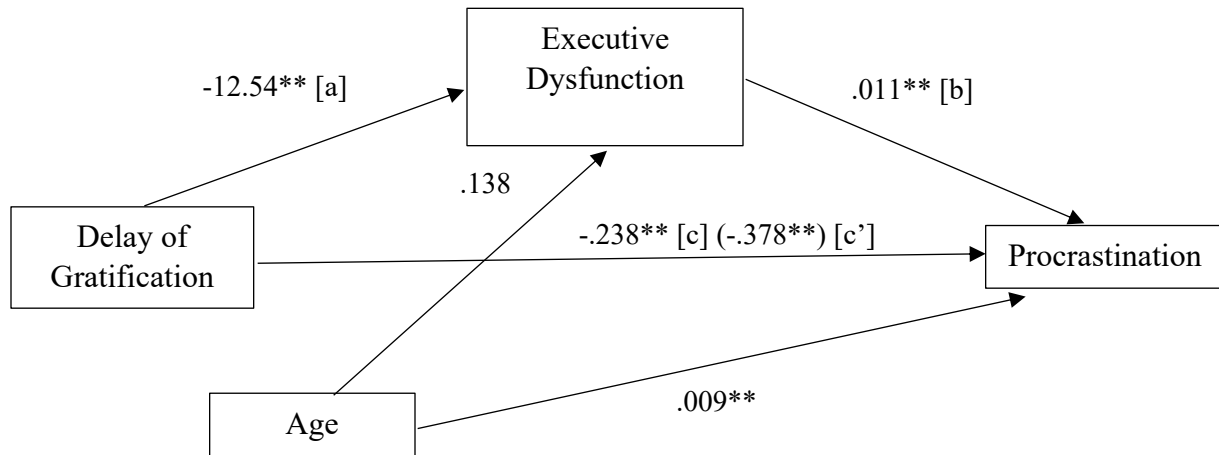 Executive
Dysfunction
-12.54** [a]
.011** [b]
.138
Delay of
Gratification
-.238** [c] (-.378**) [c’]
Procrastination
.009**
Age